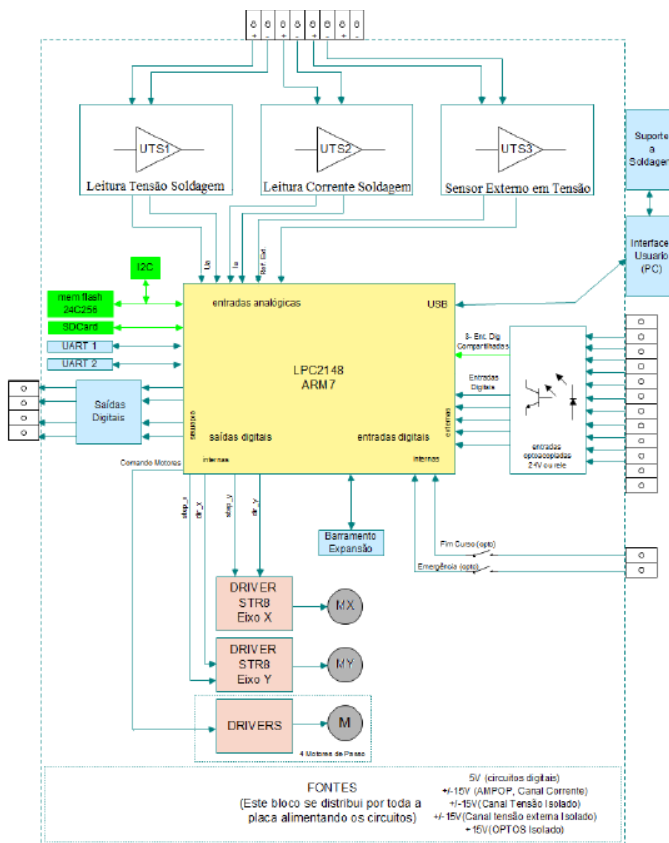 + - + - + - + -
UTS1
UTS2
UTS3
Leitura Tensão Soldagem
Leitura Corrente Soldagem
Sensor Externo em Tensão
Suporte
a
Soldagem
Interface
Usuario
(PC)
Ua
Ia
Ref. Ext.
I2C
mem flash
24C256
SDCard
UART 1
UART 2
entradas analógicas
USB
LPC2148
ARM7
8- Ent. Dig
Compartilhadas
Entradas
Digitais
externas
entradas
optoacopladas
24V ou rele
Saídas
Digitais
saídas digitais
internas
entradas digitais
internas
Comando Motores
step_x
dir_x
step_y
dir_y
Barramento
Expansão
Fim Curso (opto)
Emergência (opto)
DRIVER
STR8
Eixo X
MX
DRIVER
STR8
Eixo Y
MY
DRIVERS
M
4 Motores de Passo
FONTES
(Este bloco se distribui por toda a
placa alimentando os circuitos)
5V (circuitos digitais)
+/-15V (AMPOP, Canal Corrente)
+/-15V(Canal Tensão Isolado)
+/-15V(Canal tensão externa Isolado)
+15V(OPTOS Isolado)